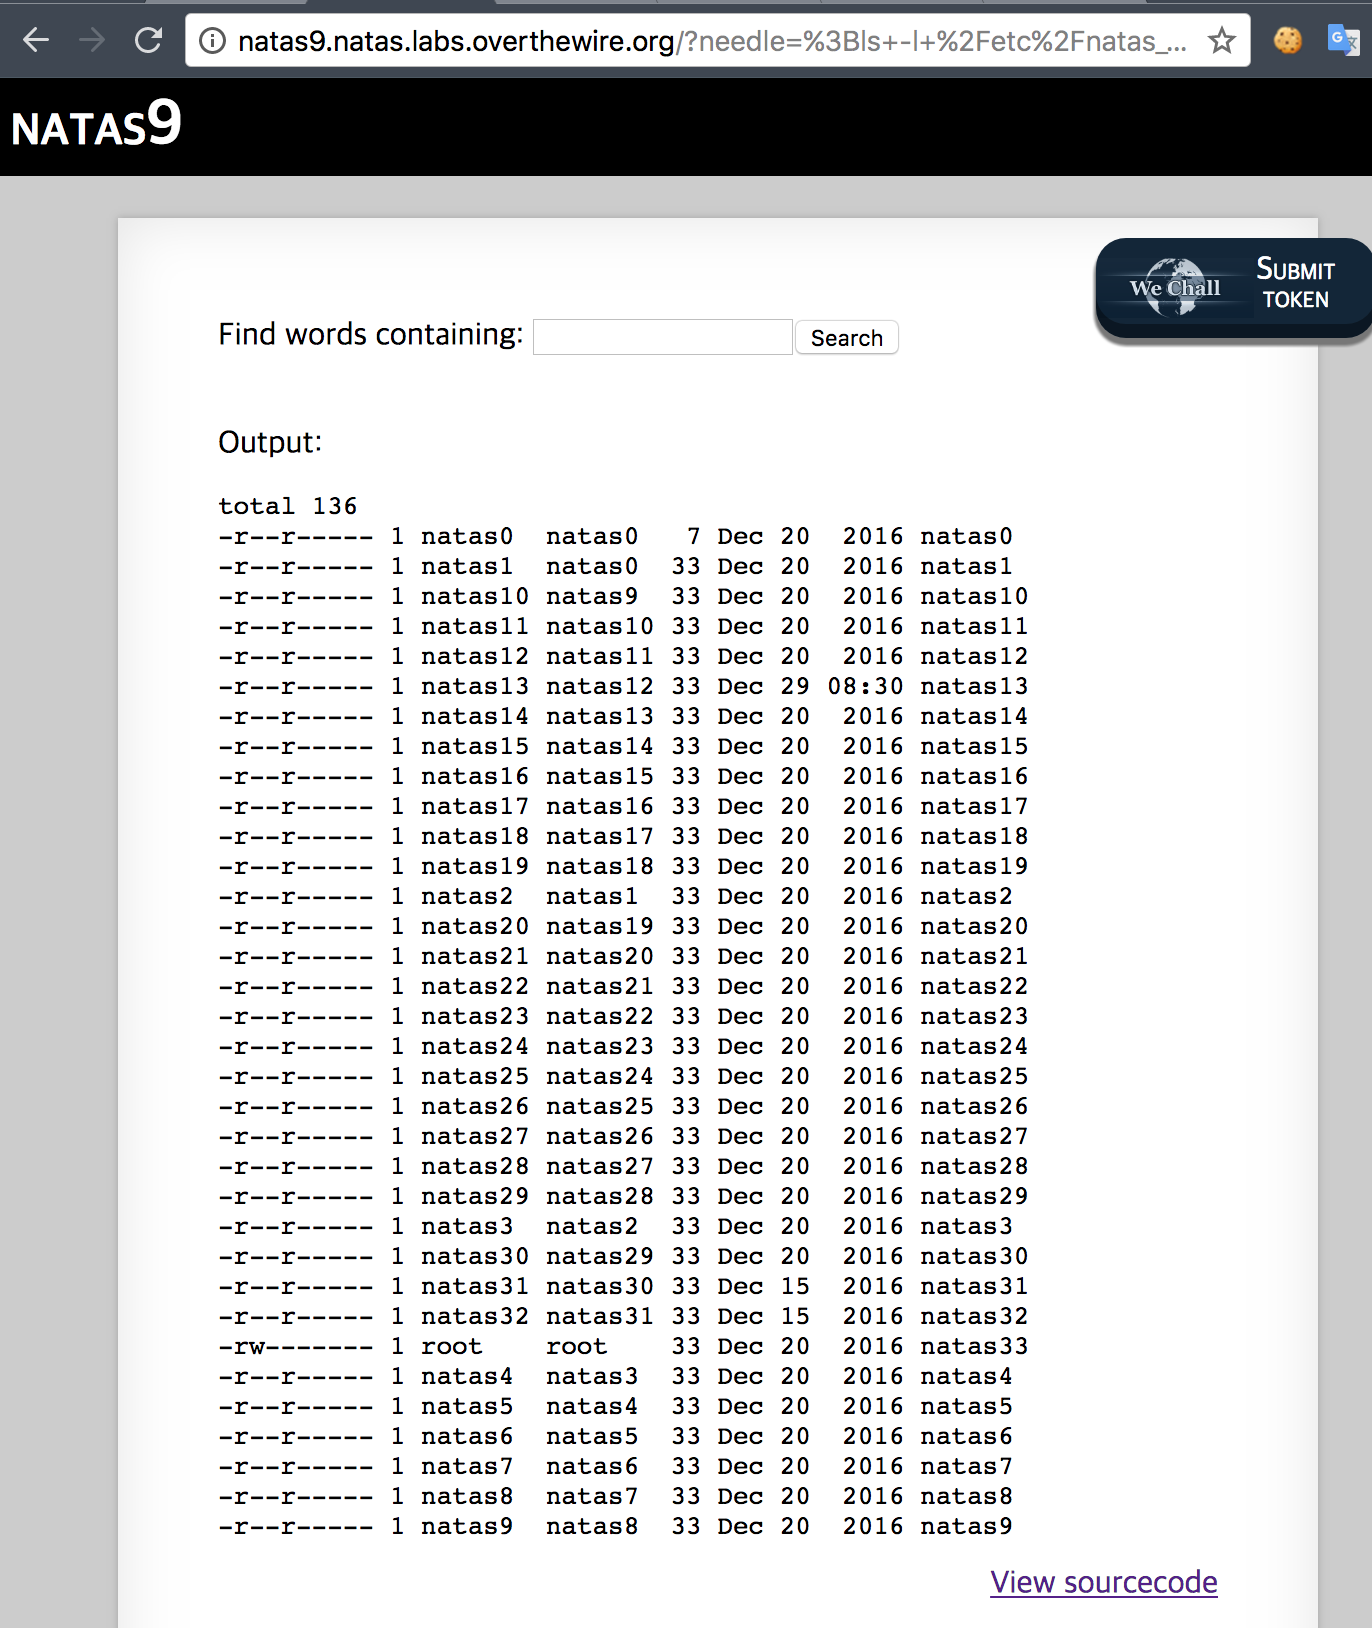 natas9.natas.labs.overthewire.org/?needle=%3Bls+-l+%2Fetc%2Fnatas_...
NATAS9
We Chall
SUBMIT
TOKEN
Find words containing: Search
Output:
total 136
-r--r----- 1 natas0  natas0   7 Dec 20  2016 natas0
-r--r----- 1 natas1  natas0  33 Dec 20  2016 natas1
-r--r----- 1 natas10 natas9  33 Dec 20  2016 natas10
-r--r----- 1 natas11 natas10 33 Dec 20  2016 natas11
-r--r----- 1 natas12 natas11 33 Dec 20  2016 natas12
-r--r----- 1 natas13 natas12 33 Dec 29 08:30 natas13
-r--r----- 1 natas14 natas13 33 Dec 20  2016 natas14
-r--r----- 1 natas15 natas14 33 Dec 20  2016 natas15
-r--r----- 1 natas16 natas15 33 Dec 20  2016 natas16
-r--r----- 1 natas17 natas16 33 Dec 20  2016 natas17
-r--r----- 1 natas18 natas17 33 Dec 20  2016 natas18
-r--r----- 1 natas19 natas18 33 Dec 20  2016 natas19
-r--r----- 1 natas2  natas1  33 Dec 20  2016 natas2
-r--r----- 1 natas20 natas19 33 Dec 20  2016 natas20
-r--r----- 1 natas21 natas20 33 Dec 20  2016 natas21
-r--r----- 1 natas22 natas21 33 Dec 20  2016 natas22
-r--r----- 1 natas23 natas22 33 Dec 20  2016 natas23
-r--r----- 1 natas24 natas23 33 Dec 20  2016 natas24
-r--r----- 1 natas25 natas24 33 Dec 20  2016 natas25
-r--r----- 1 natas26 natas25 33 Dec 20  2016 natas26
-r--r----- 1 natas27 natas26 33 Dec 20  2016 natas27
-r--r----- 1 natas28 natas27 33 Dec 20  2016 natas28
-r--r----- 1 natas29 natas28 33 Dec 20  2016 natas29
-r--r----- 1 natas3  natas2  33 Dec 20  2016 natas3
-r--r----- 1 natas30 natas29 33 Dec 20  2016 natas30
-r--r----- 1 natas31 natas30 33 Dec 15  2016 natas31
-r--r----- 1 natas32 natas31 33 Dec 15  2016 natas32
-rw------- 1 root    root    33 Dec 20  2016 natas33
-r--r----- 1 natas4  natas3  33 Dec 20  2016 natas4
-r--r----- 1 natas5  natas4  33 Dec 20  2016 natas5
-r--r----- 1 natas6  natas5  33 Dec 20  2016 natas6
-r--r----- 1 natas7  natas6  33 Dec 20  2016 natas7
-r--r----- 1 natas8  natas7  33 Dec 20  2016 natas8
-r--r----- 1 natas9  natas8  33 Dec 20  2016 natas9
View sourcecode